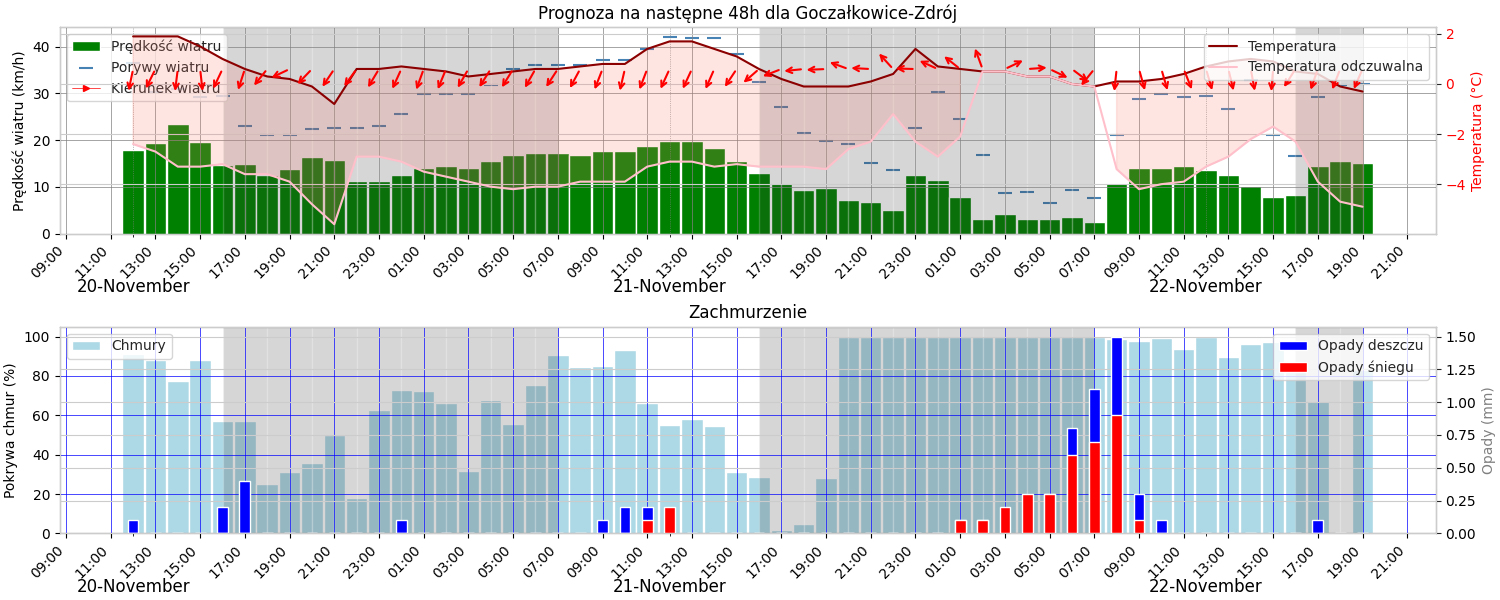 Prognoza na następne 48h dla Goczałkowice-Zdrój
Prędkość wiatru (km/h)
40
30
20
10
0
Prędkość wiatru
Porywy wiatru
Kierunek wiatru
Temperatura
Temperatura odczuwalna
2
0
−2
−4
Temperatura (°C)
09:00 11:00 13:00 15:00 17:00 19:00 21:00 23:00 01:00 03:00 05:00 07:00 09:00 11:00 13:00 15:00 17:00 19:00 21:00 23:00 01:00 03:00 05:00 07:00 09:00 11:00 13:00 15:00 17:00 19:00 21:00
20-November 21-November 22-November
Zachmurzenie
Pokrywa chmur (%)
100
80
60
40
20
0
Chmury
Opady deszczu
Opady śniegu
1.50
1.25
1.00
0.75
0.50
0.25
0.00
Opady (mm)
09:00 11:00 13:00 15:00 17:00 19:00 21:00 23:00 01:00 03:00 05:00 07:00 09:00 11:00 13:00 15:00 17:00 19:00 21:00 23:00 01:00 03:00 05:00 07:00 09:00 11:00 13:00 15:00 17:00 19:00 21:00
20-November 21-November 22-November